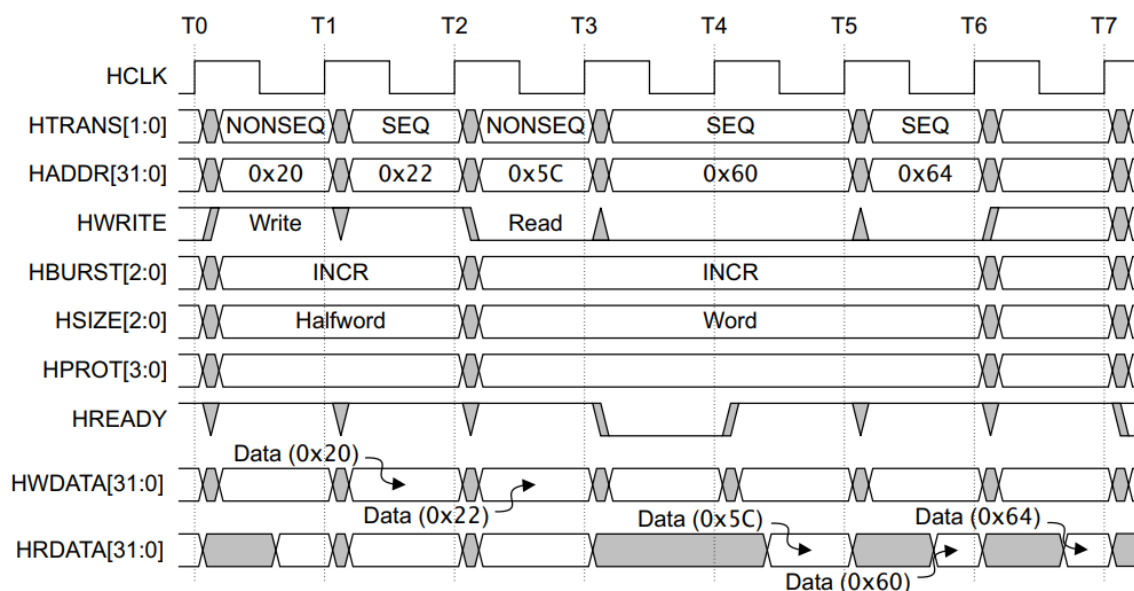 T0 T1 T2 T3 T4 T5 T6 T7
HCLK
HTRANS[1:0] NONSEQ SEQ NONSEQ SEQ SEQ
HADDR[31:0] 0x20 0x22 0x5C 0x60 0x64
HWRITE Write Read
HBURST[2:0] INCR INCR
HSIZE[2:0] Halfword Word
HPROT[3:0]
HREADY
Data (0x20)
HWDATA[31:0]
Data (0x22) Data (0x5C) Data (0x64)
HRDATA[31:0]
Data (0x60)